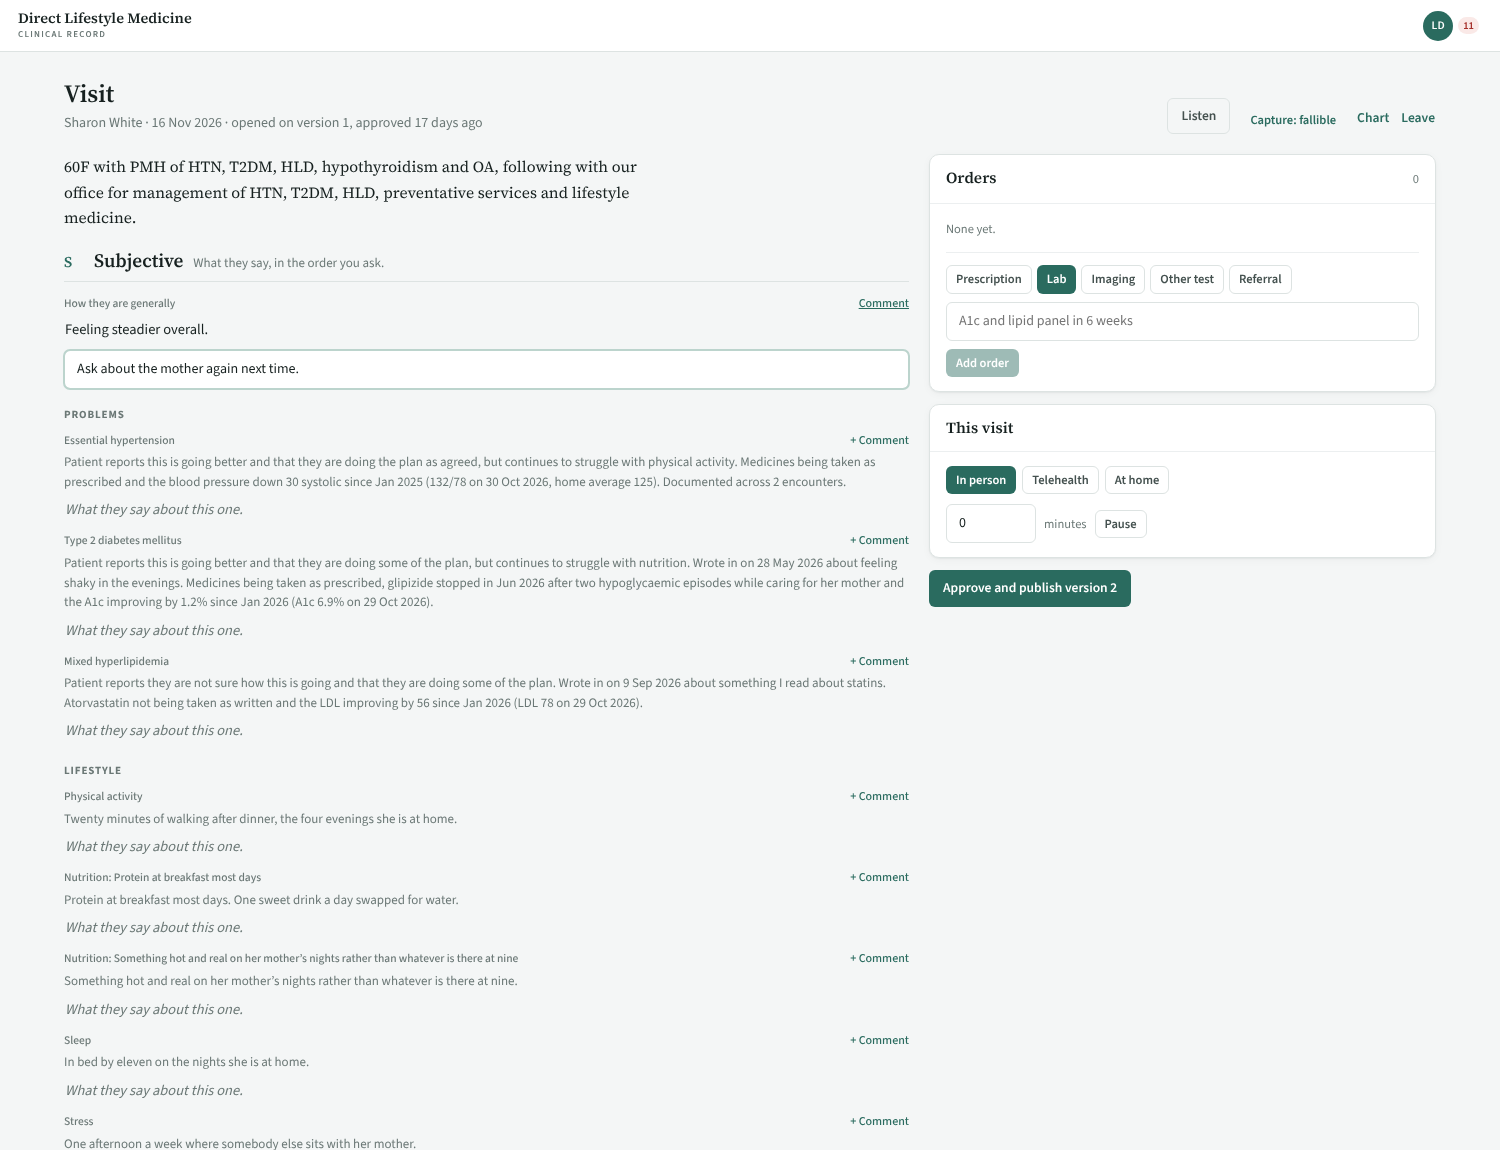 Direct Lifestyle Medicine
CLINICAL RECORD
LD
11
Visit
Sharon White · 16 Nov 2026 · opened on version 1, approved 17 days ago
Listen
Capture: fallible
Chart
Leave
60F with PMH of HTN, T2DM, HLD, hypothyroidism and OA, following with our
office for management of HTN, T2DM, HLD, preventative services and lifestyle
medicine.
S Subjective What they say, in the order you ask.
How they are generally
Comment
Feeling steadier overall.
Ask about the mother again next time.
PROBLEMS
Essential hypertension
+ Comment
Patient reports this is going better and that they are doing the plan as agreed, but continues to struggle with physical activity. Medicines being taken as
prescribed and the blood pressure down 30 systolic since Jan 2025 (132/78 on 30 Oct 2026, home average 125). Documented across 2 encounters.
What they say about this one.
Type 2 diabetes mellitus
+ Comment
Patient reports this is going better and that they are doing some of the plan, but continues to struggle with nutrition. Wrote in on 28 May 2026 about feeling
shaky in the evenings. Medicines being taken as prescribed, glipizide stopped in Jun 2026 after two hypoglycaemic episodes while caring for her mother and
the A1c improving by 1.2% since Jan 2026 (A1c 6.9% on 29 Oct 2026).
What they say about this one.
Mixed hyperlipidemia
+ Comment
Patient reports they are not sure how this is going and that they are doing some of the plan. Wrote in on 9 Sep 2026 about something I read about statins.
Atorvastatin not being taken as written and the LDL improving by 56 since Jan 2026 (LDL 78 on 29 Oct 2026).
What they say about this one.
LIFESTYLE
Physical activity
+ Comment
Twenty minutes of walking after dinner, the four evenings she is at home.
What they say about this one.
Nutrition: Protein at breakfast most days
+ Comment
Protein at breakfast most days. One sweet drink a day swapped for water.
What they say about this one.
Nutrition: Something hot and real on her mother’s nights rather than whatever is there at nine
+ Comment
Something hot and real on her mother’s nights rather than whatever is there at nine.
What they say about this one.
Sleep
+ Comment
In bed by eleven on the nights she is at home.
What they say about this one.
Stress
+ Comment
One afternoon a week where somebody else sits with her mother.
Orders
0
None yet.
Prescription
Lab
Imaging
Other test
Referral
A1c and lipid panel in 6 weeks
Add order
This visit
In person
Telehealth
At home
0
minutes
Pause
Approve and publish version 2